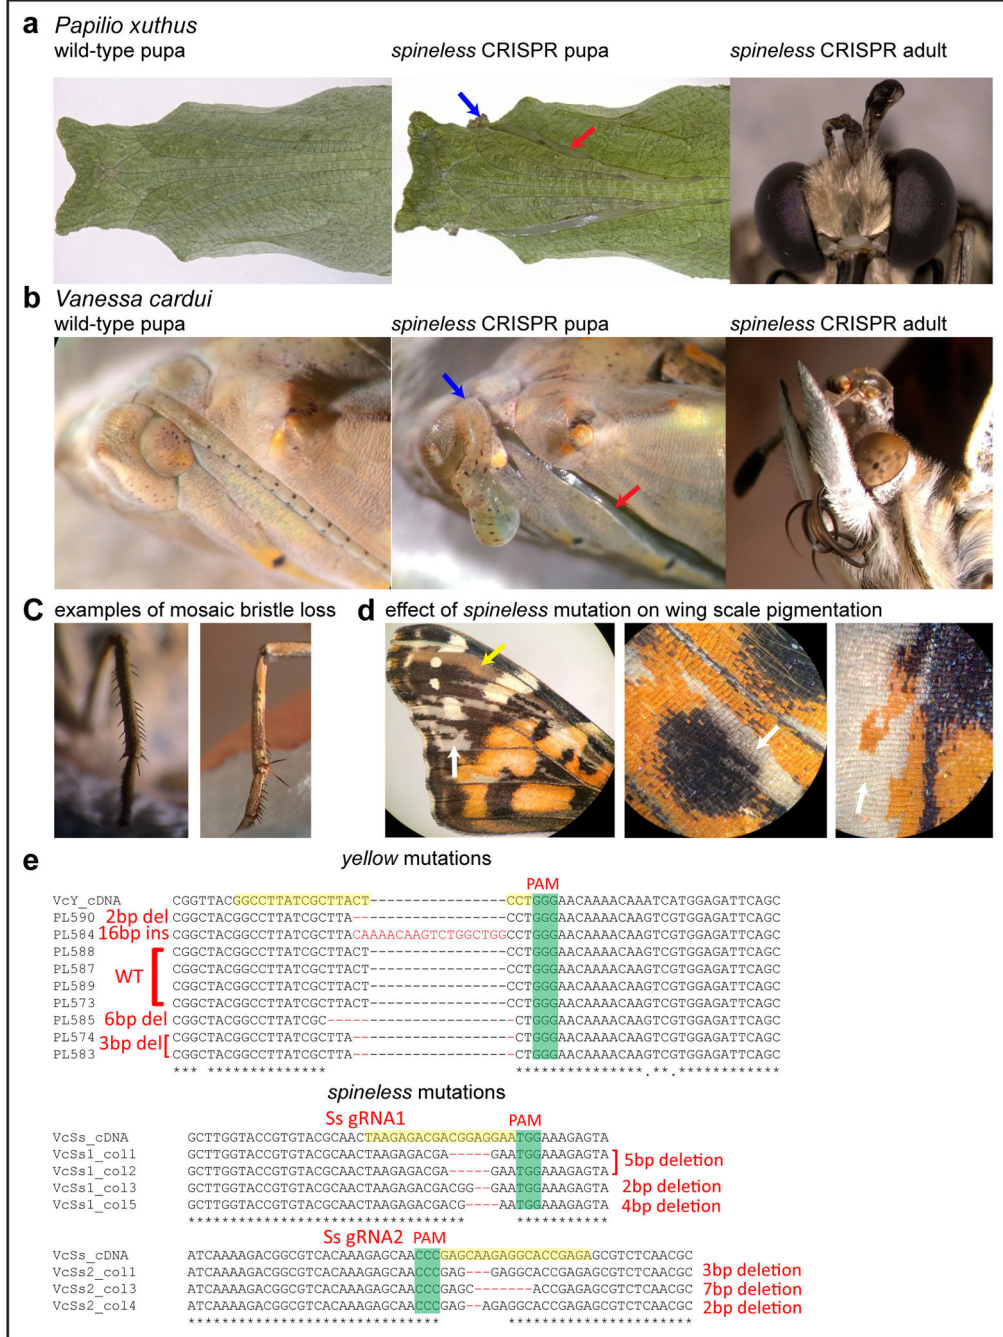 a Papilio xuthus
wild-type pupa
spineless CRISPR pupa
spineless CRISPR adult
b Vanessa cardui
wild-type pupa
spineless CRISPR pupa
spineless CRISPR adult
C examples of mosaic bristle loss
d effect of spineless mutation on wing scale pigmentation
e
yellow mutations
PAM
VcY_cDNA CGGTTACGGCCTTATCGCTTACT----------------CCTGGGAACAAAACAAATCATGGAGATTCAGC
PL590 2bp del CGGCTACGGCCTTATCGCTTA------------------CCTGGGAACAAAACAAGTCGTGGAGATTCAGC
PL584 16bp ins CGGCTACGGCCTTATCGCTTACAAAACAAGTCTGGCTGGCCTGGGAACAAAACAAGTCGTGGAGATTCAGC
PL588 CGGCTACGGCCTTATCGCTTACT----------------CCTGGGAACAAAACAAGTCGTGGAGATTCAGC
PL587 CGGCTACGGCCTTATCGCTTACT----------------CCTGGGAACAAAACAAGTCGTGGAGATTCAGC
WT
PL589 CGGCTACGGCCTTATCGCTTACT----------------CCTGGGAACAAAACAAGTCGTGGAGATTCAGC
PL573 CGGCTACGGCCTTATCGCTTACT----------------CCTGGGAACAAAACAAGTCGTGGAGATTCAGC
PL585 6bp del CGGCTACGGCCTTATCGC----------------------CTGGGAACAAAACAAGTCGTGGAGATTCAGC
PL574 CGGCTACGGCCTTATCGCTTA-------------------CTGGGAACAAAACAAGTCGTGGAGATTCAGC
3bp del
PL583 CGGCTACGGCCTTATCGCTTA-------------------CTGGGAACAAAACAAGTCGTGGAGATTCAGC
*** ************** ***************.**.************
spineless mutations
Ss gRNA1 PAM
VcSs_cDNA GCTTGGTACCGTGTACGCAACTAAGAGACGACGGAGGAATGGAAAGAGTA
VcSs1_col1 GCTTGGTACCGTGTACGCAACTAAGAGACGA-----GAATGGAAAGAGTA
VcSs1_col2 GCTTGGTACCGTGTACGCAACTAAGAGACGA-----GAATGGAAAGAGTA
5bp deletion
VcSs1_col3 GCTTGGTACCGTGTACGCAACTAAGAGACGACGG--GAATGGAAAGAGTA 2bp deletion
VcSs1_col5 GCTTGGTACCGTGTACGCAACTAAGAGACGACG----AATGGAAAGAGTA 4bp deletion
******************************* ***********
Ss gRNA2 PAM
VcSs_cDNA ATCAAAAGACGGCGTCACAAAGAGCAACCCGAGCAAGAGGCACCGAGAGCGTCTCAACGC
VcSs2_col1 ATCAAAAGACGGCGTCACAAAGAGCAACCCGAG---GAGGCACCGAGAGCGTCTCAACGC 3bp deletion
VcSs2_col3 ATCAAAAGACGGCGTCACAAAGAGCAACCCGAGC-------ACCGAGAGCGTCTCAACGC 7bp deletion
VcSs2_col4 ATCAAAAGACGGCGTCACAAAGAGCAACCCGAG--AGAGGCACCGAGAGCGTCTCAACGC 2bp deletion
****************************** **********************